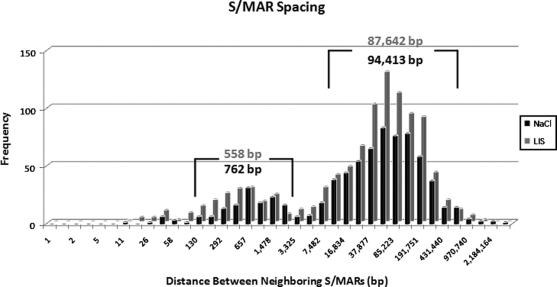 S/MAR Spacing
87,642 bp
94,413 bp
558 bp
762 bp
150
100
50
0
Frequency
NaCl
LIS
1 2 5 11 26 58 130 292 657 1,478 3,325 7,482 16,834 37,877 85,223 191,751 431,440 970,740 2,184,164
Distance Between Neighboring S/MARs (bp)